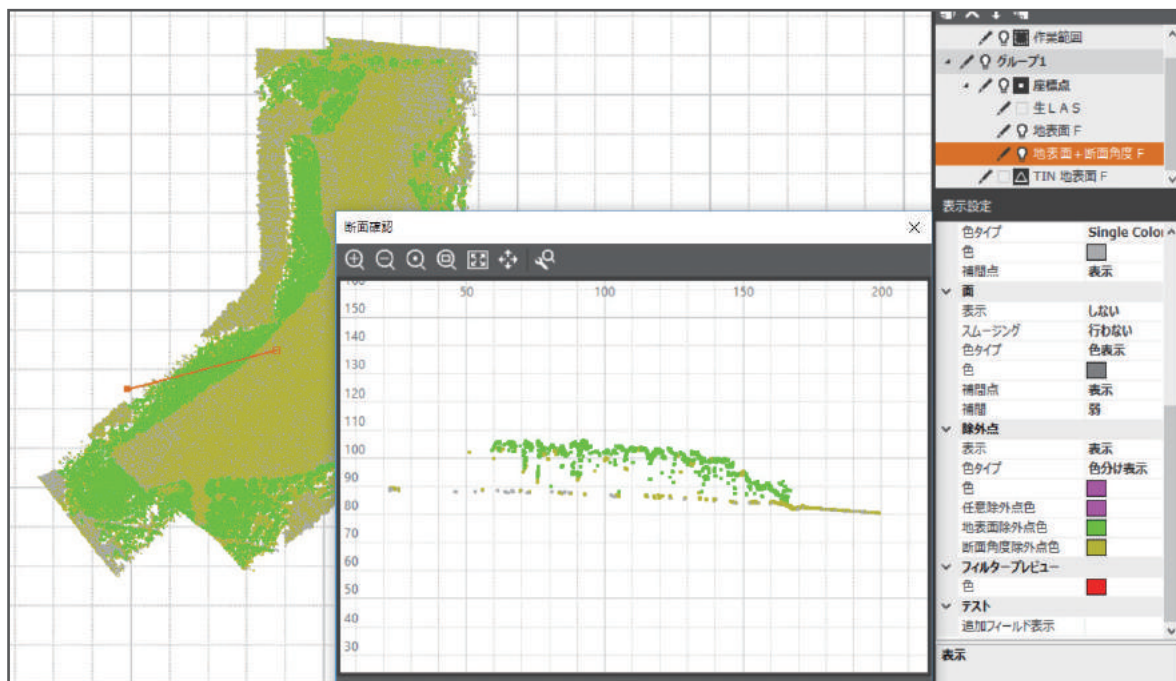 作業範囲
グループ1
座標点
生LAS
地表面 F
地表面+断面角度 F
TIN 地表面 F
表示設定
色タイプ Single Color
色
補間点 表示
面
表示 しない
スムージング 行わない
色タイプ 色表示
色
補間点 表示
補間 弱
除外点
表示 表示
色タイプ 色分け表示
色
任意除外点色
地表面除外点色
断面角度除外点色
フィルタープレビュー
色
テスト
追加フィールド表示
表示
断面確認
50 100 150 200
160
150
140
130
120
110
100
90
80
70
60
50
40
30